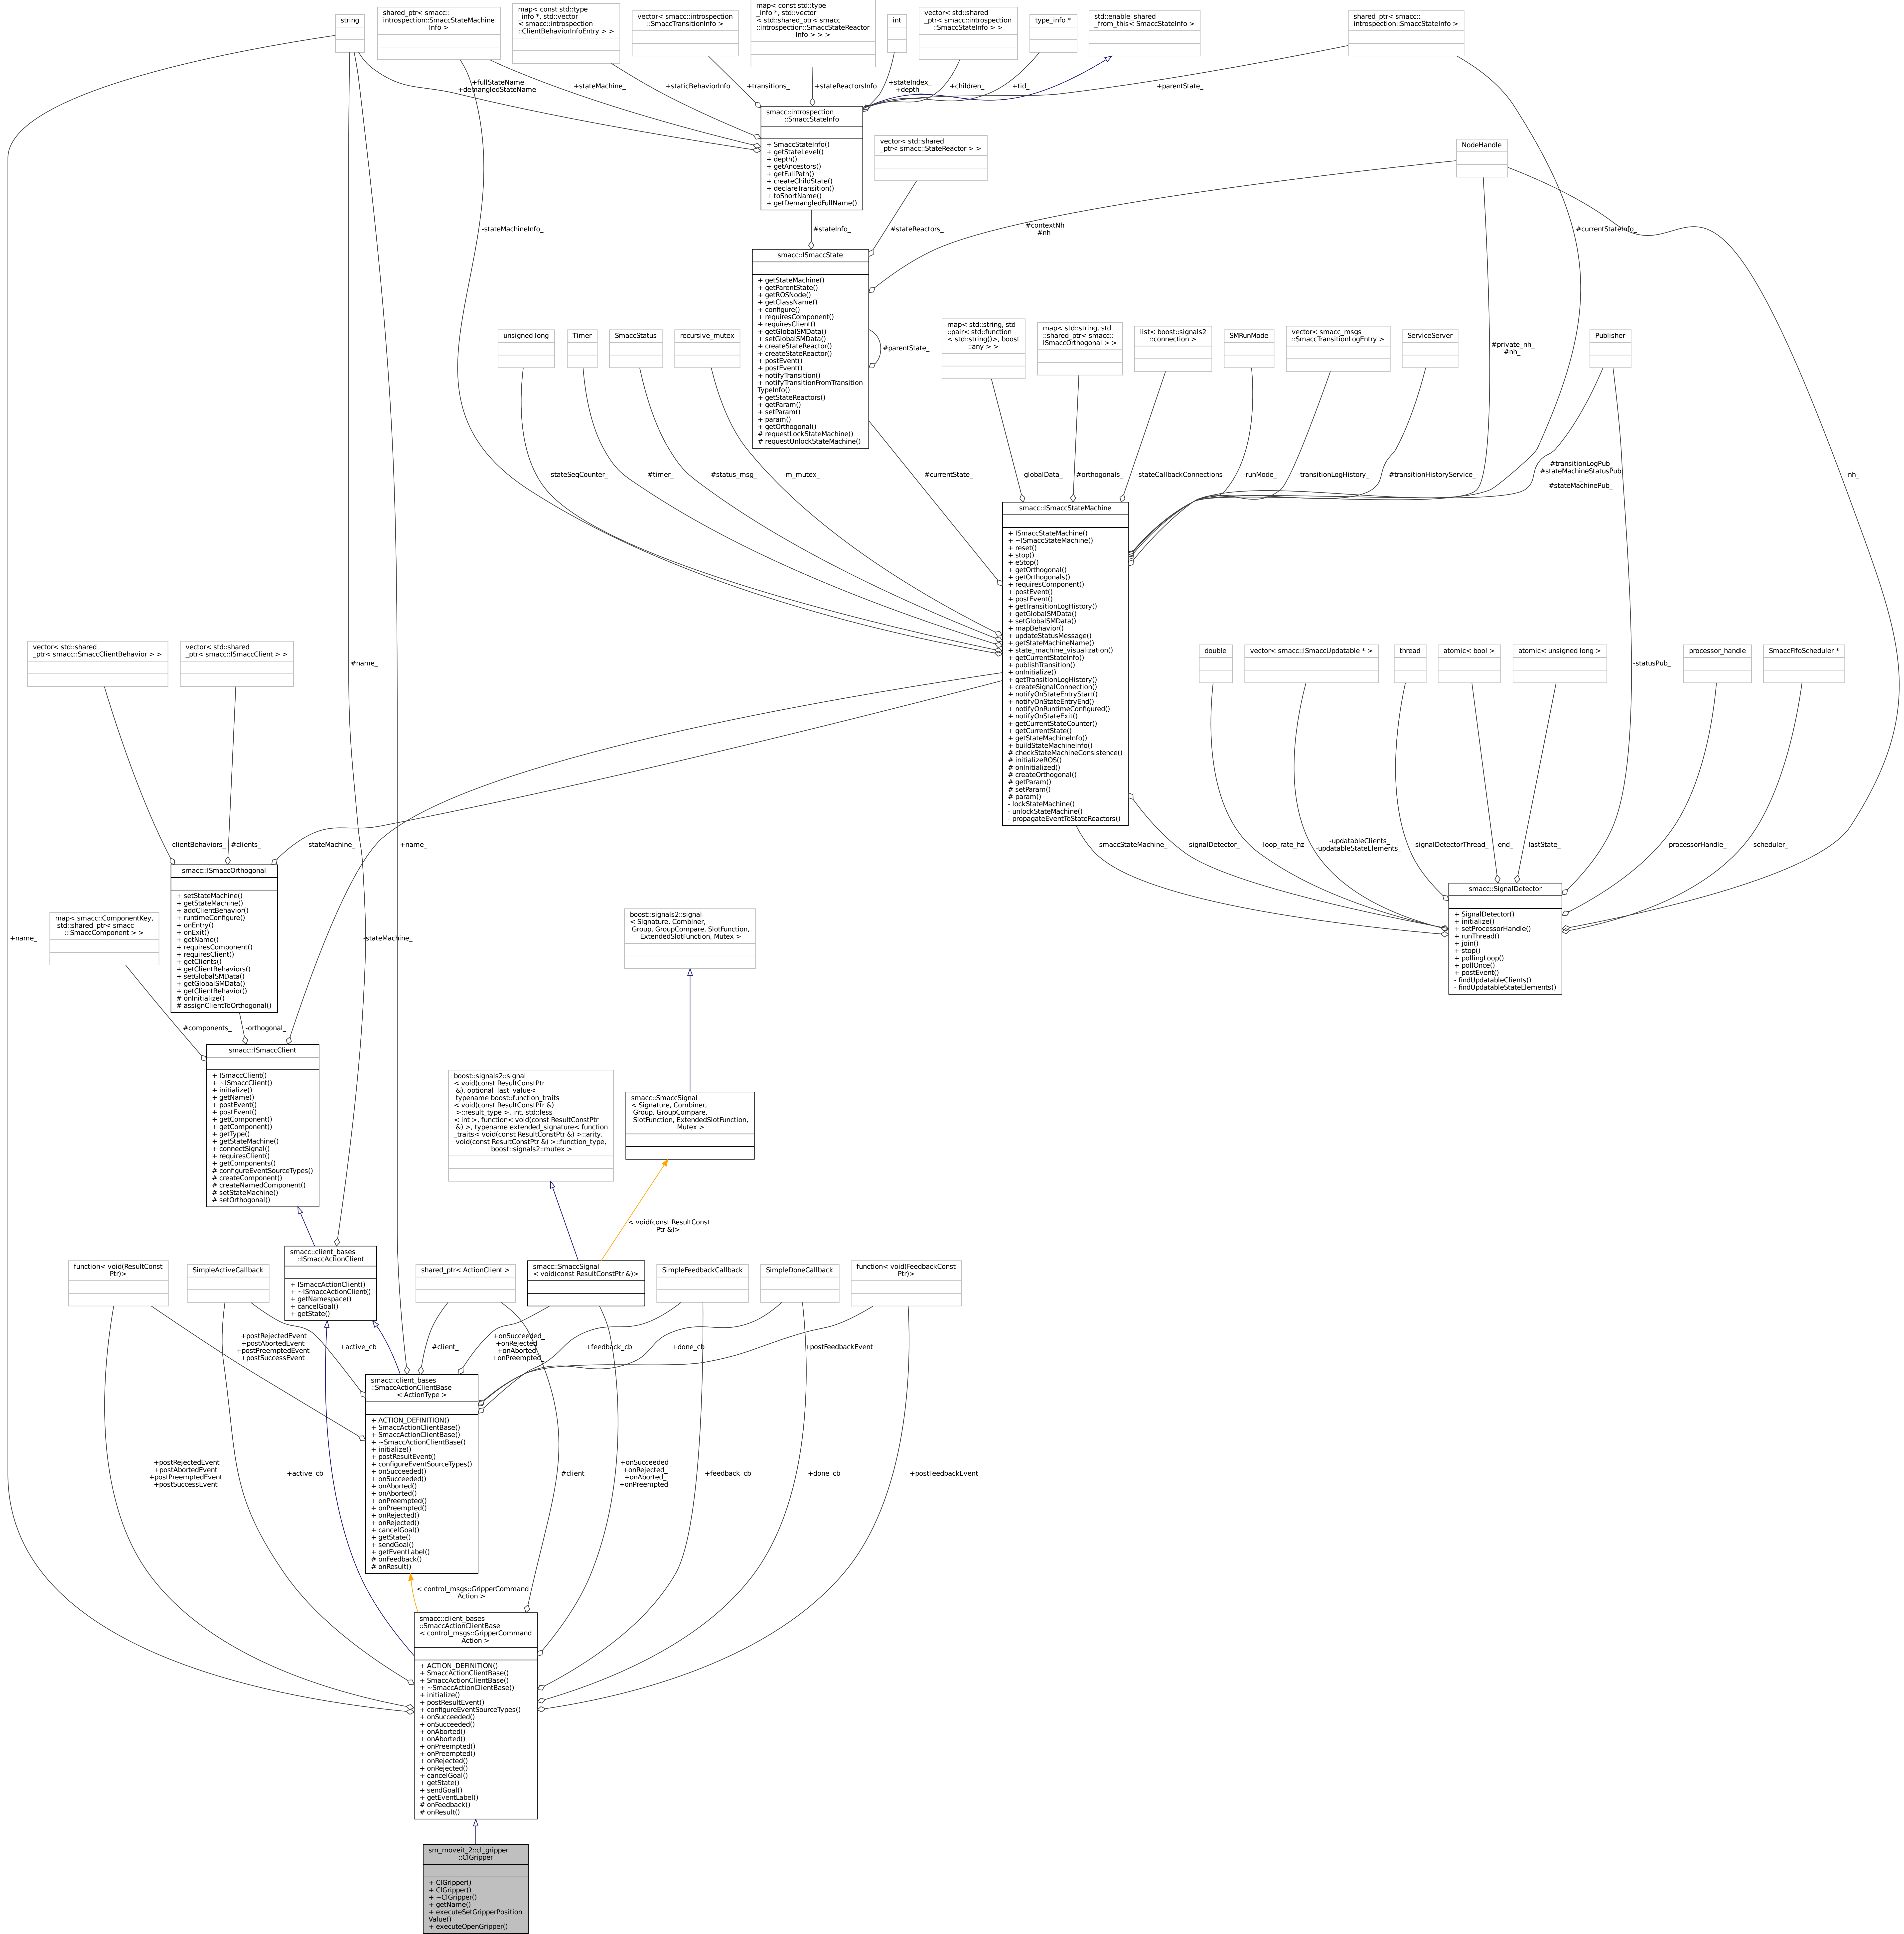 string
shared_ptr< smacc::
introspection::SmaccStateMachine
Info >
map< const std::type
_info *, std::vector
< smacc::introspection
::ClientBehaviorInfoEntry > >
vector< smacc::introspection
::SmaccTransitionInfo >
map< const std::type
_info *, std::vector
< std::shared_ptr< smacc
::introspection::SmaccStateReactor
Info > > >
int
vector< std::shared
_ptr< smacc::introspection
::SmaccStateInfo > >
type_info *
std::enable_shared
_from_this< SmaccStateInfo >
shared_ptr< smacc::
introspection::SmaccStateInfo >
+fullStateName
+demangledStateName
+stateMachine_
+staticBehaviorInfo
+transitions_
+stateReactorsInfo
+stateIndex_
+depth_
+children_
+tid_
+parentState_
smacc::introspection
::SmaccStateInfo
+ SmaccStateInfo()
+ getStateLevel()
+ depth()
+ getAncestors()
+ getFullPath()
+ createChildState()
+ declareTransition()
+ toShortName()
+ getDemangledFullName()
vector< std::shared
_ptr< smacc::StateReactor > >
NodeHandle
-stateMachineInfo_
#stateInfo_
#stateReactors_
#contextNh
#nh
#currentStateInfo_
smacc::ISmaccState
+ getStateMachine()
+ getParentState()
+ getROSNode()
+ getClassName()
+ configure()
+ requiresComponent()
+ requiresClient()
+ getGlobalSMData()
+ setGlobalSMData()
+ createStateReactor()
+ createStateReactor()
+ postEvent()
+ postEvent()
+ notifyTransition()
+ notifyTransitionFromTransition
TypeInfo()
+ getStateReactors()
+ getParam()
+ setParam()
+ param()
+ getOrthogonal()
# requestLockStateMachine()
# requestUnlockStateMachine()
#parentState_
unsigned long
Timer
SmaccStatus
recursive_mutex
map< std::string, std
::pair< std::function
< std::string()>, boost
::any > >
map< std::string, std
::shared_ptr< smacc::
ISmaccOrthogonal > >
list< boost::signals2
::connection >
SMRunMode
vector< smacc_msgs
::SmaccTransitionLogEntry >
ServiceServer
#private_nh_
#nh_
Publisher
-stateSeqCounter_
#timer_
#status_msg_
-m_mutex_
#currentState_
-globalData_
#orthogonals_
-stateCallbackConnections
-runMode_
-transitionLogHistory_
#transitionHistoryService_
#transitionLogPub_
#stateMachineStatusPub
_
#stateMachinePub_
-nh_
smacc::ISmaccStateMachine
+ ISmaccStateMachine()
+ ~ISmaccStateMachine()
+ reset()
+ stop()
+ eStop()
+ getOrthogonal()
+ getOrthogonals()
+ requiresComponent()
+ postEvent()
+ postEvent()
+ getTransitionLogHistory()
+ getGlobalSMData()
+ setGlobalSMData()
+ mapBehavior()
+ updateStatusMessage()
+ getStateMachineName()
+ state_machine_visualization()
+ getCurrentStateInfo()
+ publishTransition()
+ onInitialize()
+ getTransitionLogHistory()
+ createSignalConnection()
+ notifyOnStateEntryStart()
+ notifyOnStateEntryEnd()
+ notifyOnRuntimeConfigured()
+ notifyOnStateExit()
+ getCurrentStateCounter()
+ getCurrentState()
+ getStateMachineInfo()
+ buildStateMachineInfo()
# checkStateMachineConsistence()
# initializeROS()
# onInitialized()
# createOrthogonal()
# getParam()
# setParam()
# param()
- lockStateMachine()
- unlockStateMachine()
- propagateEventToStateReactors()
vector< std::shared
_ptr< smacc::SmaccClientBehavior > >
vector< std::shared
_ptr< smacc::ISmaccClient > >
#name_
double
vector< smacc::ISmaccUpdatable * >
thread
atomic< bool >
atomic< unsigned long >
-statusPub_
processor_handle
SmaccFifoScheduler *
-clientBehaviors_
#clients_
-stateMachine_
+name_
-smaccStateMachine_
-signalDetector_
-loop_rate_hz
-updatableClients_
-updatableStateElements_
-signalDetectorThread_
-end_
-lastState_
-processorHandle_
-scheduler_
smacc::ISmaccOrthogonal
+ setStateMachine()
+ getStateMachine()
+ addClientBehavior()
+ runtimeConfigure()
+ onEntry()
+ onExit()
+ getName()
+ requiresComponent()
+ requiresClient()
+ getClients()
+ getClientBehaviors()
+ setGlobalSMData()
+ getGlobalSMData()
+ getClientBehavior()
# onInitialize()
# assignClientToOrthogonal()
smacc::SignalDetector
+ SignalDetector()
+ initialize()
+ setProcessorHandle()
+ runThread()
+ join()
+ stop()
+ pollingLoop()
+ pollOnce()
+ postEvent()
- findUpdatableClients()
- findUpdatableStateElements()
map< smacc::ComponentKey,
std::shared_ptr< smacc
::ISmaccComponent > >
boost::signals2::signal
< Signature, Combiner,
Group, GroupCompare, SlotFunction,
ExtendedSlotFunction, Mutex >
+name_
-stateMachine_
#components_
-orthogonal_
smacc::ISmaccClient
+ ISmaccClient()
+ ~ISmaccClient()
+ initialize()
+ getName()
+ postEvent()
+ postEvent()
+ getComponent()
+ getComponent()
+ getType()
+ getStateMachine()
+ connectSignal()
+ requiresClient()
+ getComponents()
# configureEventSourceTypes()
# createComponent()
# createNamedComponent()
# setStateMachine()
# setOrthogonal()
boost::signals2::signal
< void(const ResultConstPtr
&), optional_last_value<
typename boost::function_traits
< void(const ResultConstPtr &)
>::result_type >, int, std::less
< int >, function< void(const ResultConstPtr
&) >, typename extended_signature< function
_traits< void(const ResultConstPtr &) >::arity,
void(const ResultConstPtr &) >::function_type,
boost::signals2::mutex >
smacc::SmaccSignal
< Signature, Combiner,
Group, GroupCompare,
SlotFunction, ExtendedSlotFunction,
Mutex >
< void(const ResultConst
Ptr &)>
function< void(ResultConst
Ptr)>
SimpleActiveCallback
smacc::client_bases
::ISmaccActionClient
+ ISmaccActionClient()
+ ~ISmaccActionClient()
+ getNamespace()
+ cancelGoal()
+ getState()
shared_ptr< ActionClient >
smacc::SmaccSignal
< void(const ResultConstPtr &)>
SimpleFeedbackCallback
SimpleDoneCallback
function< void(FeedbackConst
Ptr)>
+postRejectedEvent
+postAbortedEvent
+postPreemptedEvent
+postSuccessEvent
+active_cb
#client_
+onSucceeded_
+onRejected_
+onAborted_
+onPreempted_
+feedback_cb
+done_cb
+postFeedbackEvent
smacc::client_bases
::SmaccActionClientBase
< ActionType >
+ ACTION_DEFINITION()
+ SmaccActionClientBase()
+ SmaccActionClientBase()
+ ~SmaccActionClientBase()
+ initialize()
+ postResultEvent()
+ configureEventSourceTypes()
+ onSucceeded()
+ onSucceeded()
+ onAborted()
+ onAborted()
+ onPreempted()
+ onPreempted()
+ onRejected()
+ onRejected()
+ cancelGoal()
+ getState()
+ sendGoal()
+ getEventLabel()
# onFeedback()
# onResult()
+postRejectedEvent
+postAbortedEvent
+postPreemptedEvent
+postSuccessEvent
+active_cb
#client_
+onSucceeded_
+onRejected_
+onAborted_
+onPreempted_
+feedback_cb
+done_cb
+postFeedbackEvent
< control_msgs::GripperCommand
Action >
smacc::client_bases
::SmaccActionClientBase
< control_msgs::GripperCommand
Action >
+ ACTION_DEFINITION()
+ SmaccActionClientBase()
+ SmaccActionClientBase()
+ ~SmaccActionClientBase()
+ initialize()
+ postResultEvent()
+ configureEventSourceTypes()
+ onSucceeded()
+ onSucceeded()
+ onAborted()
+ onAborted()
+ onPreempted()
+ onPreempted()
+ onRejected()
+ onRejected()
+ cancelGoal()
+ getState()
+ sendGoal()
+ getEventLabel()
# onFeedback()
# onResult()
sm_moveit_2::cl_gripper
::ClGripper
+ ClGripper()
+ ClGripper()
+ ~ClGripper()
+ getName()
+ executeSetGripperPosition
Value()
+ executeOpenGripper()